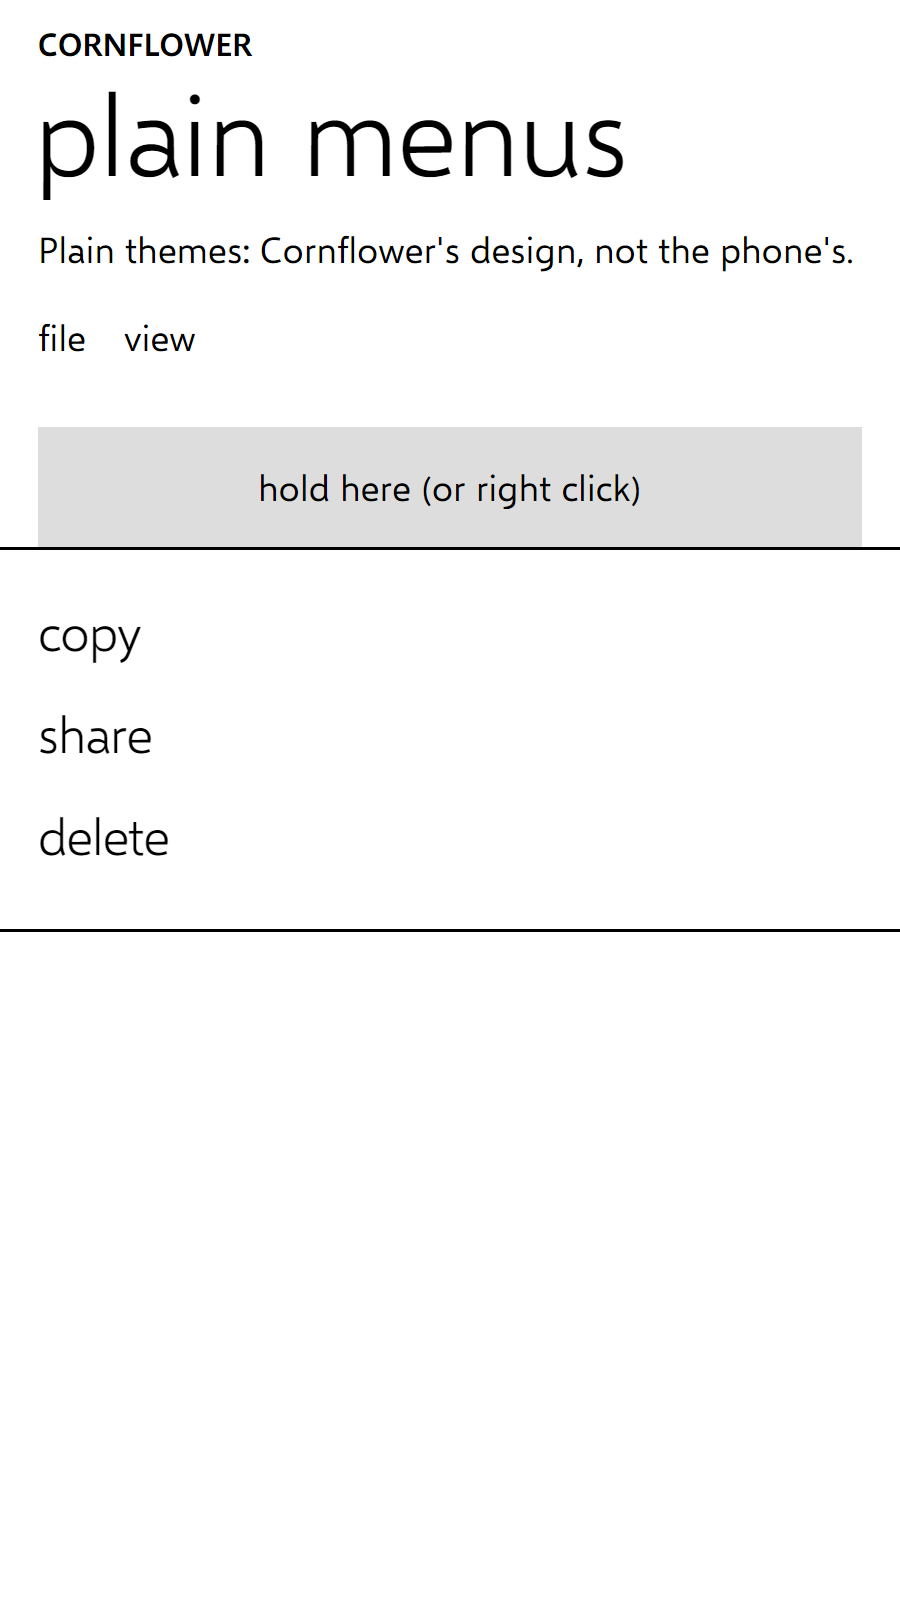 CORNFLOWER
plain menus
Plain themes: Cornflower's design, not the phone's.
file view
hold here (or right click)
copy
share
delete